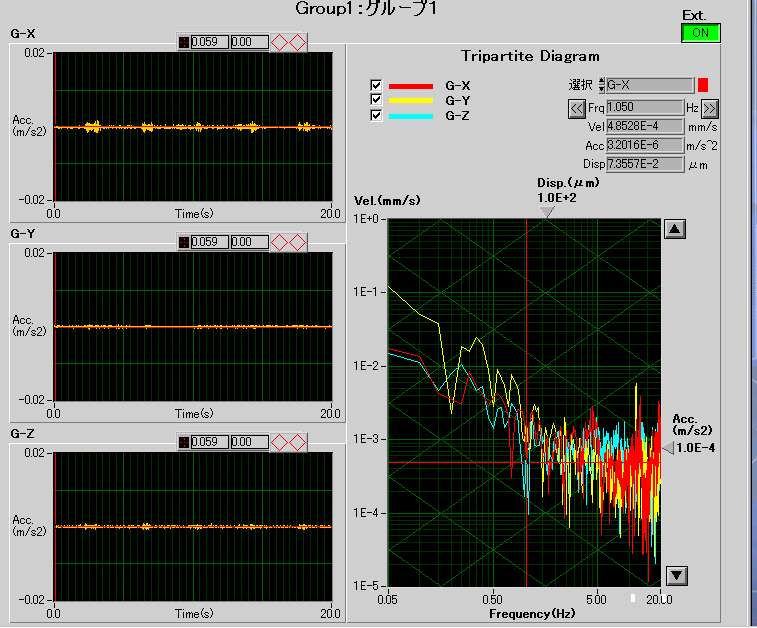 Group1:グループ1
Ext.
ON
G-X
0.059 0.00
0.02
Acc.
(m/s2)
-0.02
0.0 Time(s) 20.0
G-Y
0.059 0.00
0.02
Acc.
(m/s2)
-0.02
0.0 Time(s) 20.0
G-Z
0.059 0.00
0.02
Acc.
(m/s2)
-0.02
0.0 Time(s) 20.0
Tripartite Diagram
G-X
G-Y
G-Z
選択 G-X
<< Frq 1.050 Hz >>
Vel 4.8528E-4 mm/s
Acc 3.2016E-6 m/s^2
Disp 7.3557E-2 μm
Disp.(μm)
1.0E+2
Vel.(mm/s)
1E+0
1E-1
1E-2
1E-3
1E-4
1E-5
Acc.
(m/s2)
1.0E-4
0.05 0.50 5.00 20.0
Frequency(Hz)